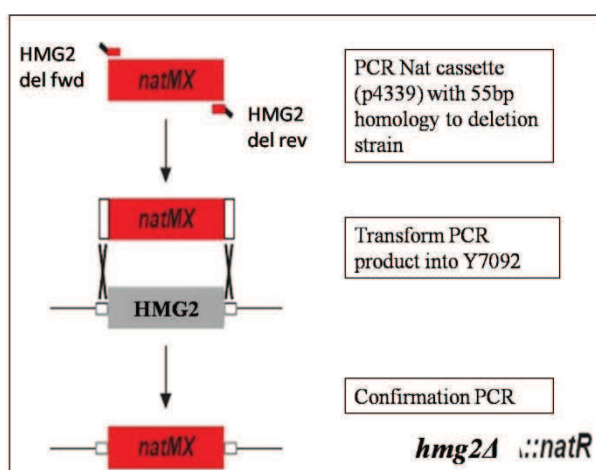 HMG2
del fwd
natMX
HMG2
del rev
PCR Nat cassette
(p4339) with 55bp
homology to deletion
strain
natMX
Transform PCR
product into Y7092
HMG2
Confirmation PCR
natMX
hmg2Δ .::natR